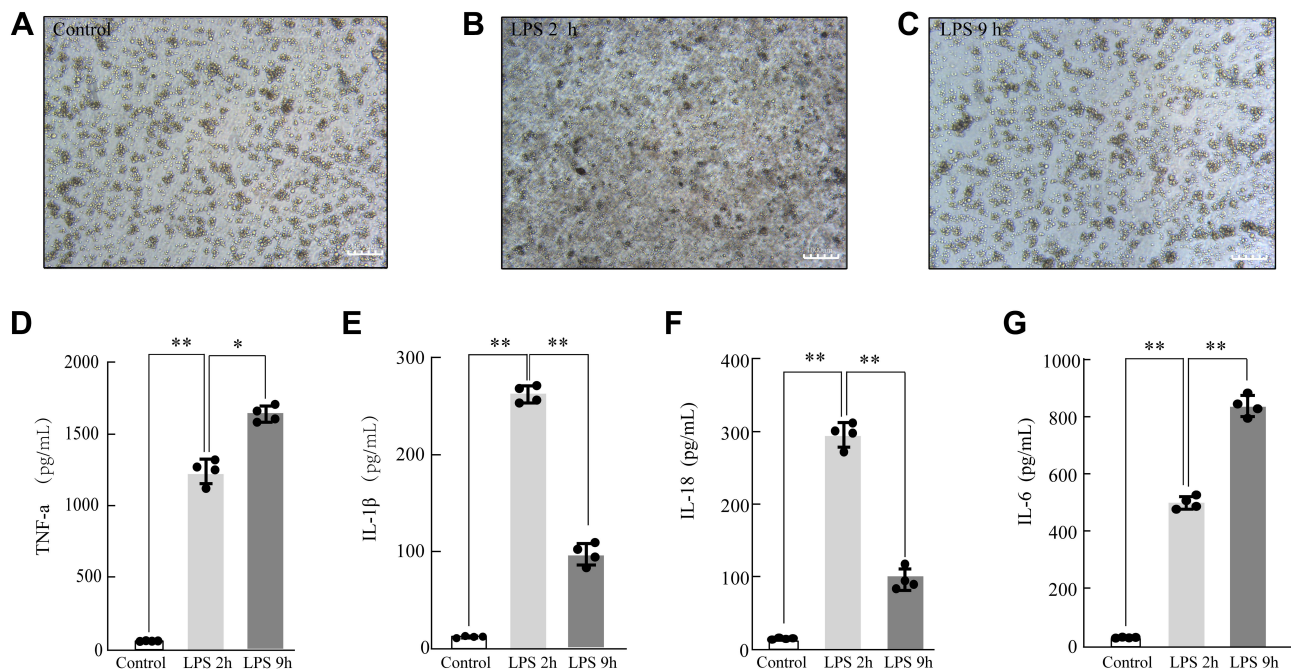 A
Control
B
LPS 2 h
C
LPS 9 h
D
TNF-a （pg/mL）
2000
1500
1000
500
0
**
*
Control
LPS 2h
LPS 9h
E
IL-1β (pg/mL)
300
200
100
0
**
**
Control
LPS 2h
LPS 9h
F
IL-18 (pg/mL)
400
300
200
100
0
**
**
Control
LPS 2h
LPS 9h
G
IL-6 (pg/mL)
1000
800
600
400
200
0
**
**
Control
LPS 2h
LPS 9h